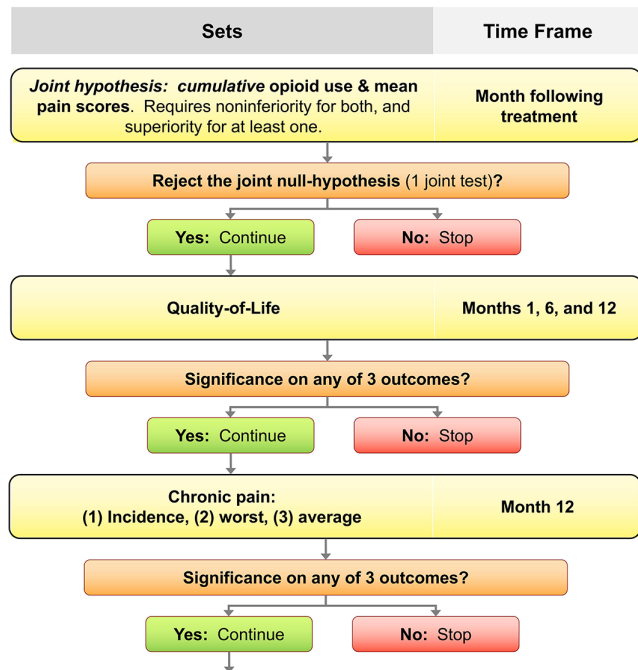 Sets
Time Frame
Joint hypothesis: cumulative opioid use & mean
pain scores. Requires noninferiority for both, and
superiority for at least one.
Month following
treatment
Reject the joint null-hypothesis (1 joint test)?
Yes: Continue
No: Stop
Quality-of-Life
Months 1, 6, and 12
Significance on any of 3 outcomes?
Yes: Continue
No: Stop
Chronic pain:
(1) Incidence, (2) worst, (3) average
Month 12
Significance on any of 3 outcomes?
Yes: Continue
No: Stop